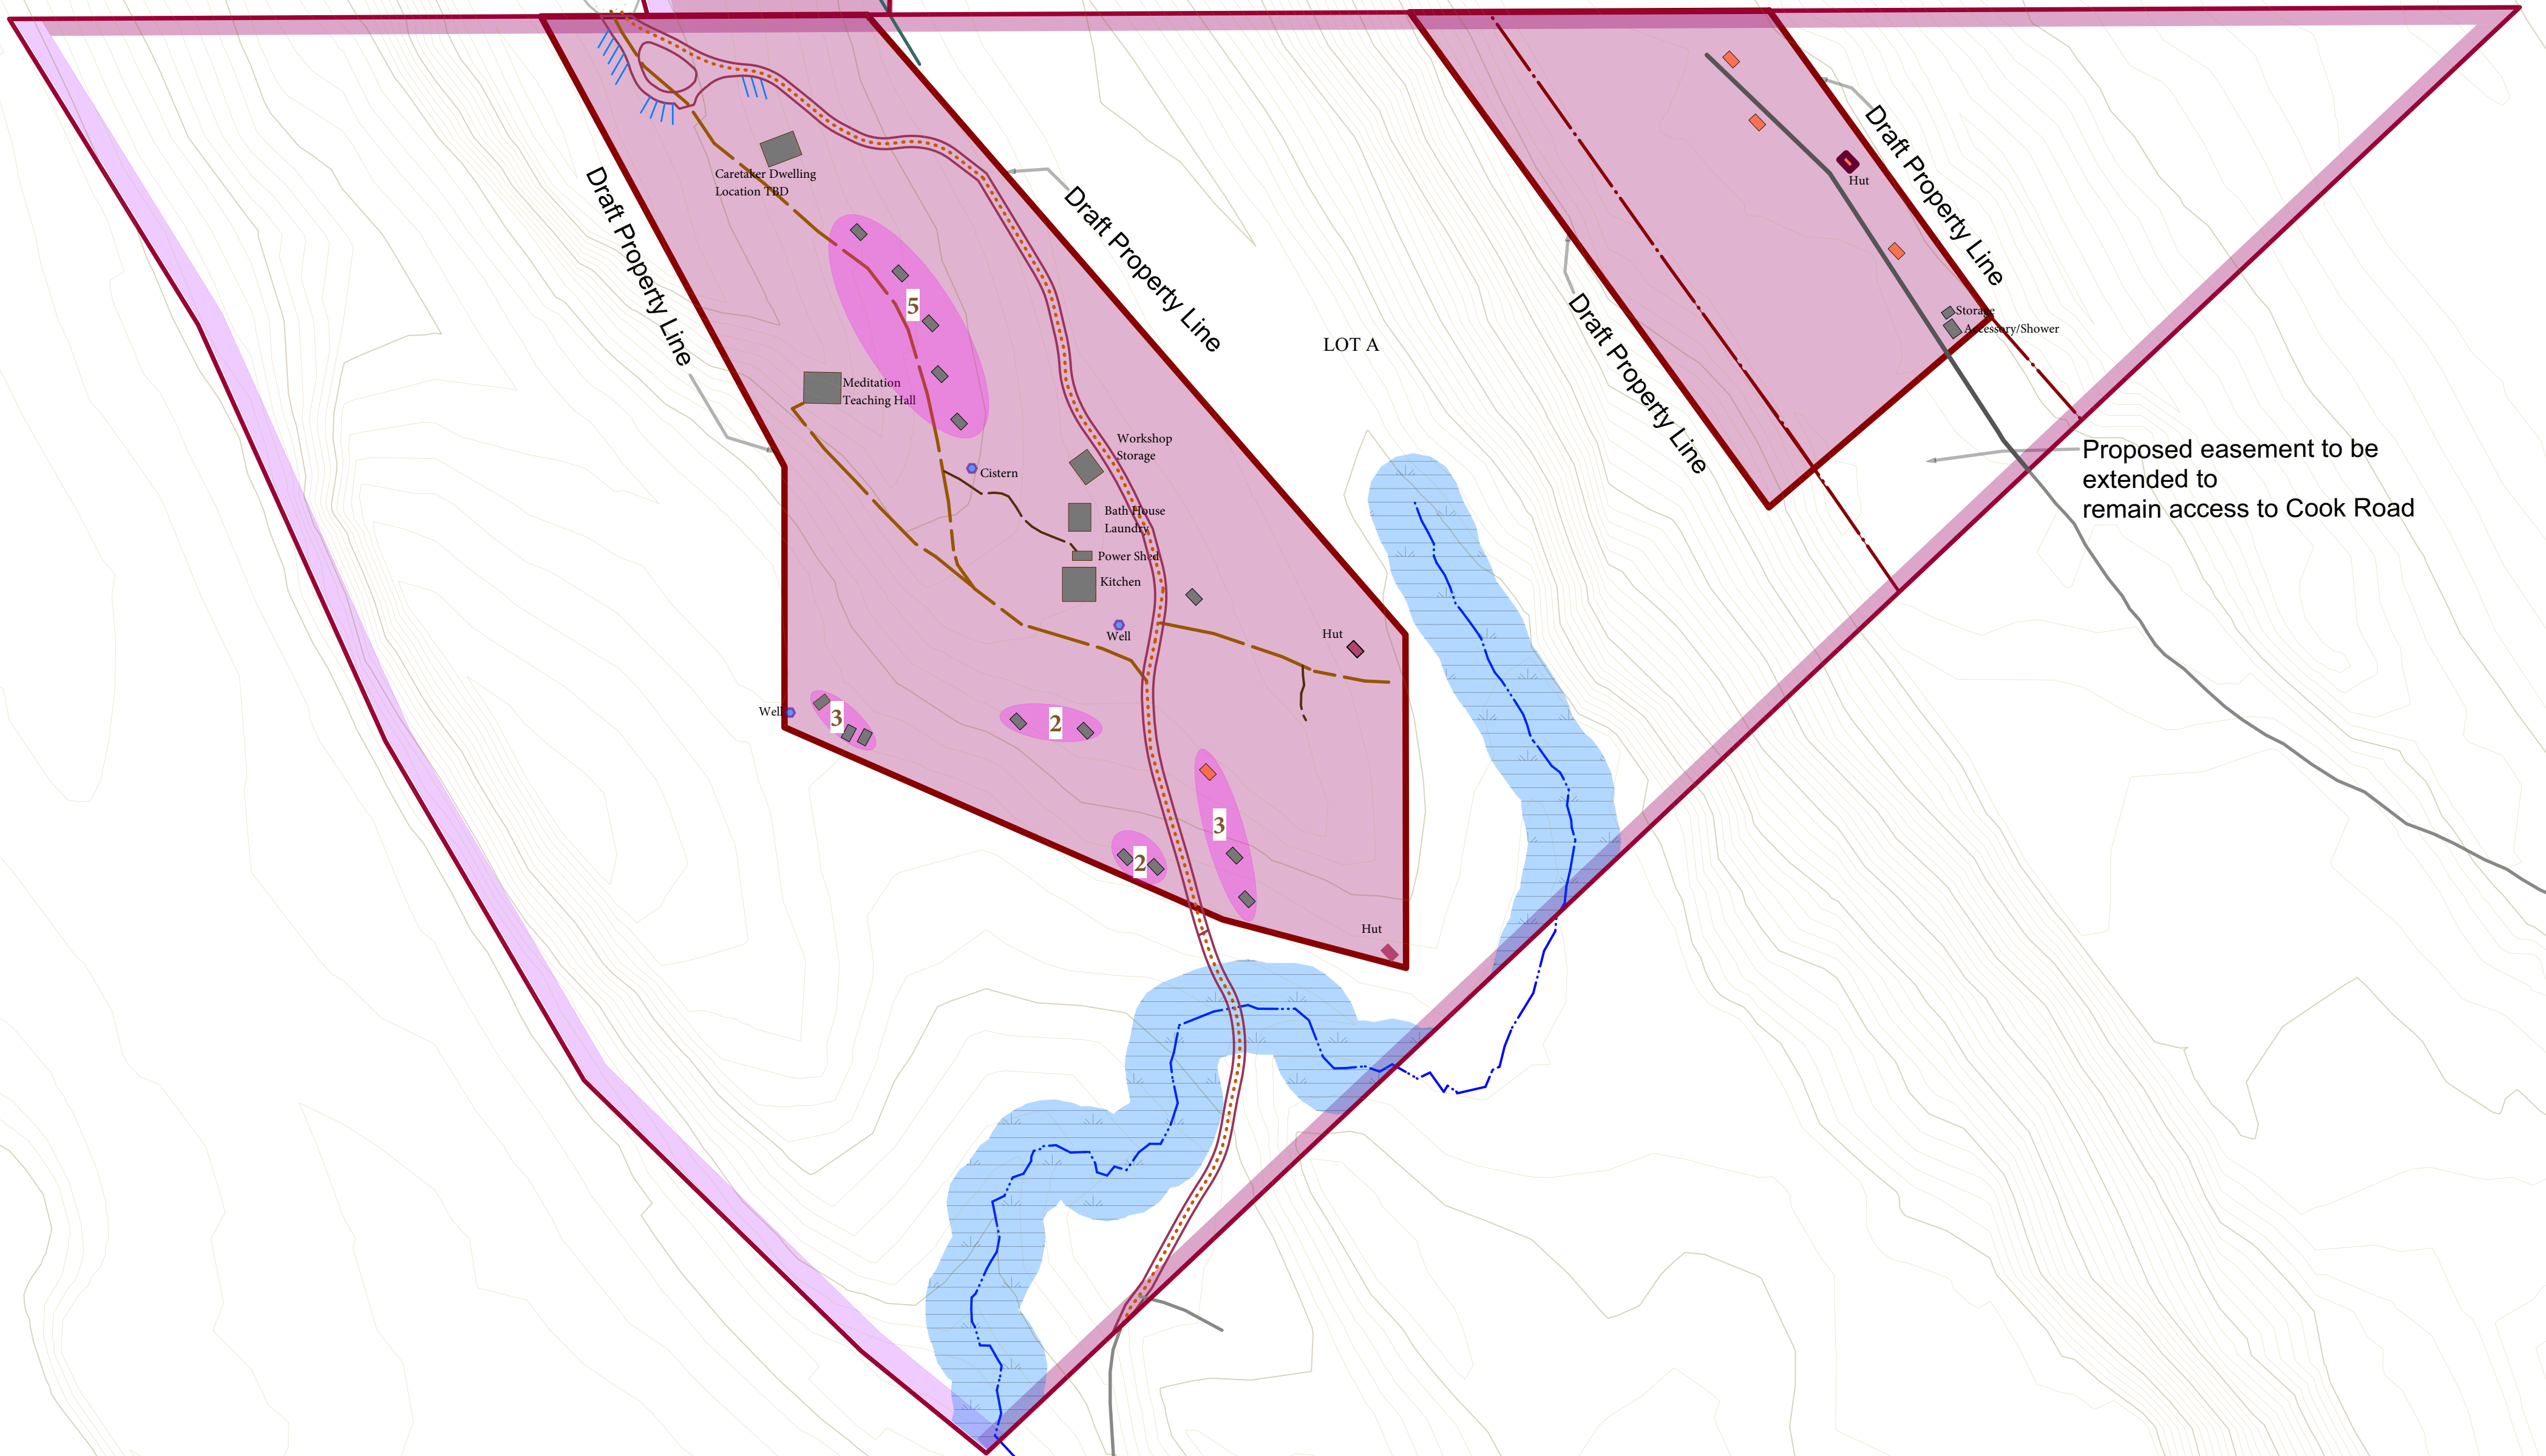 Draft Property Line
Caretaker Dwelling
Location TBD
Draft Property Line
Draft Property Line
Hut
5
Storage
Accessory/Shower
LOT A
Draft Property Line
Meditation
Teaching Hall
Workshop
Storage
Cistern
Proposed easement to be
extended to
remain access to Cook Road
Bath House
Laundry
Power Shed
Kitchen
Well
Hut
Well
3
2
3
2
Hut